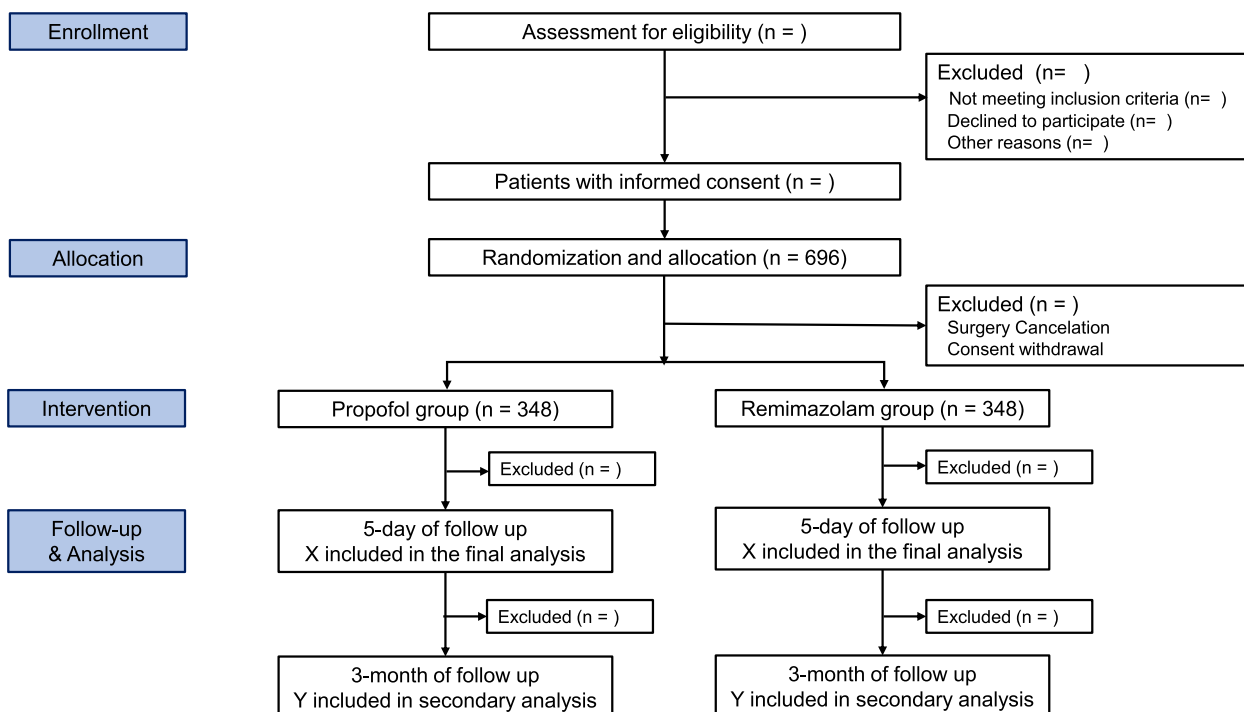 Enrollment
Assessment for eligibility (n = )
Excluded (n= )
Not meeting inclusion criteria (n= )
Declined to participate (n= )
Other reasons (n= )
Patients with informed consent (n = )
Allocation
Randomization and allocation (n = 696)
Excluded (n = )
Surgery Cancelation
Consent withdrawal
Intervention
Propofol group (n = 348)
Remimazolam group (n = 348)
Excluded (n = )
Excluded (n = )
Follow-up
& Analysis
5-day of follow up
X included in the final analysis
5-day of follow up
X included in the final analysis
Excluded (n = )
Excluded (n = )
3-month of follow up
Y included in secondary analysis
3-month of follow up
Y included in secondary analysis